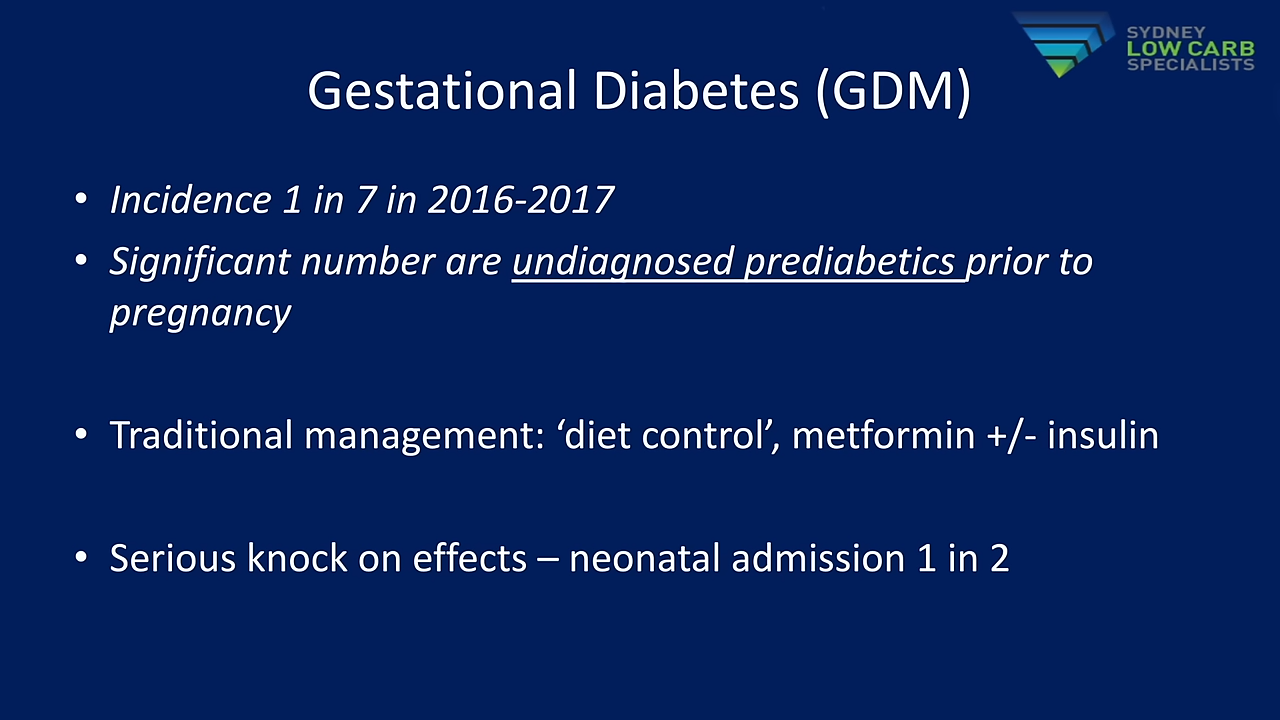 SYDNEY
LOW CARB
SPECIALISTS
Gestational Diabetes (GDM)
• Incidence 1 in 7 in 2016-2017
• Significant number are undiagnosed prediabetics prior to
pregnancy
• Traditional management: ‘diet control’, metformin +/- insulin
• Serious knock on effects – neonatal admission 1 in 2